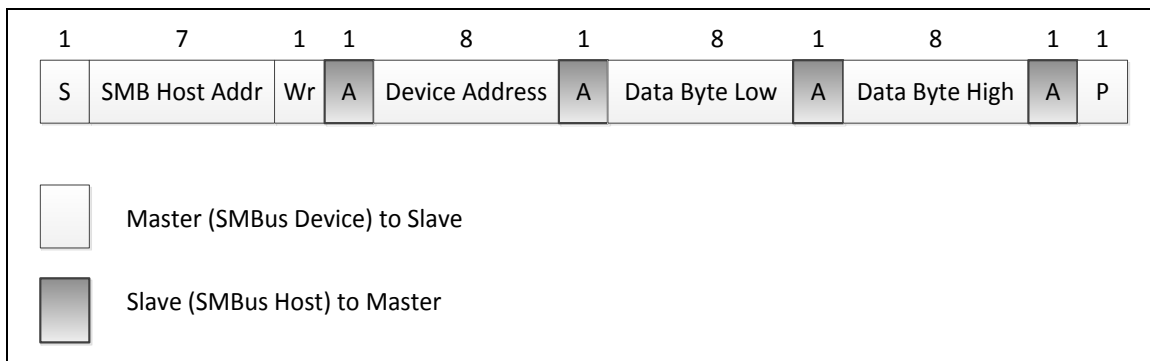 1 7 1 1 8 1 8 1 8 1 1
S SMB Host Addr Wr A Device Address A Data Byte Low A Data Byte High A P
Master (SMBus Device) to Slave
Slave (SMBus Host) to Master